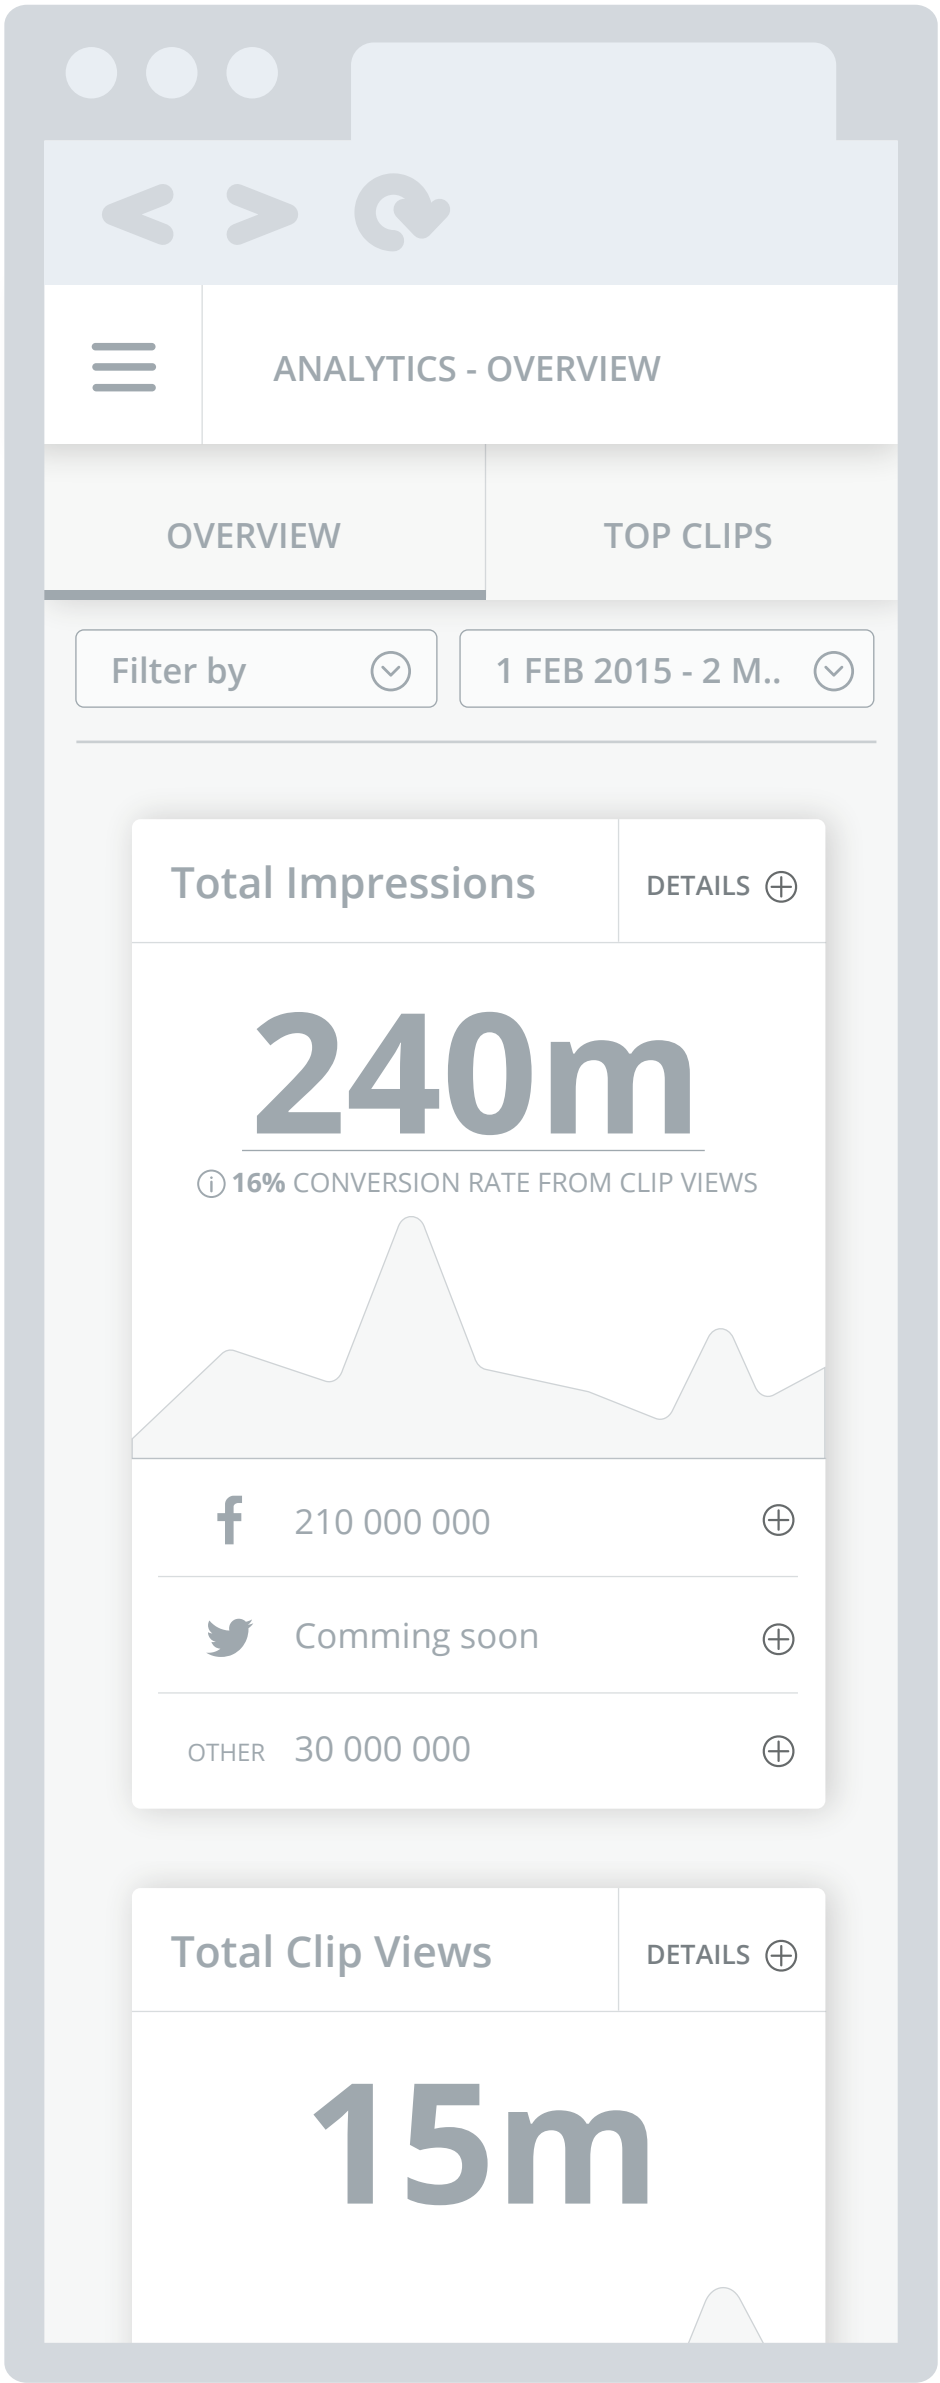 ANALYTICS - OVERVIEW
OVERVIEW
TOP CLIPS
Filter by
1 FEB 2015 - 2 M..
Total Impressions
DETAILS
240m
16% CONVERSION RATE FROM CLIP VIEWS
210 000 000
Comming soon
OTHER 30 000 000
Total Clip Views
DETAILS
15m